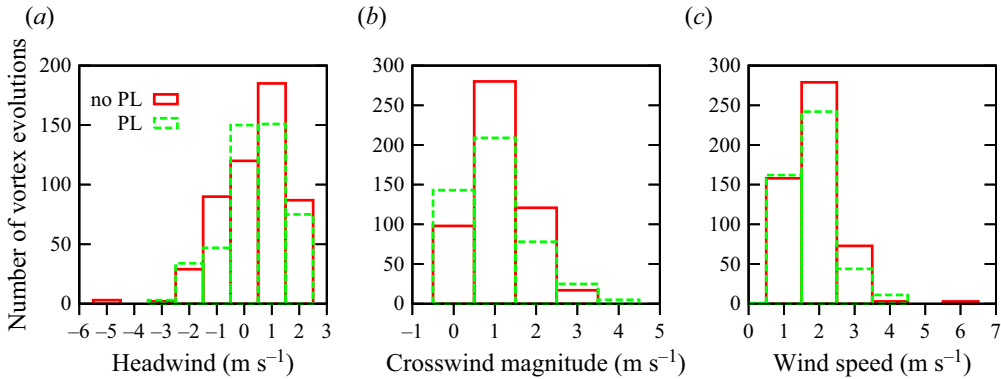 (a) (b) (c)
Number of vortex evolutions
200 300 300
250 250
150
no PL
PL
200 200
100 150 150
100 100
50
50 50
0 0 0
–6 –5 –4 –3 –2 –1 0 1 2 3 –1 0 1 2 3 4 5 0 1 2 3 4 5 6 7
Headwind (m s–1) Crosswind magnitude (m s–1) Wind speed (m s–1)